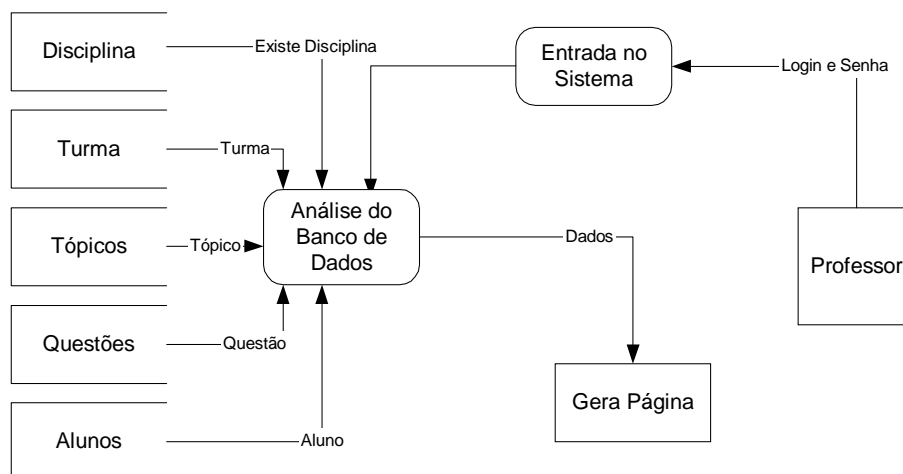 Disciplina
Existe Disciplina
Entrada no
Sistema
Login e Senha
Turma
Turma
Análise do
Banco de
Dados
Tópicos
Tópico
Dados
Professor
Questões
Questão
Gera Página
Alunos
Aluno